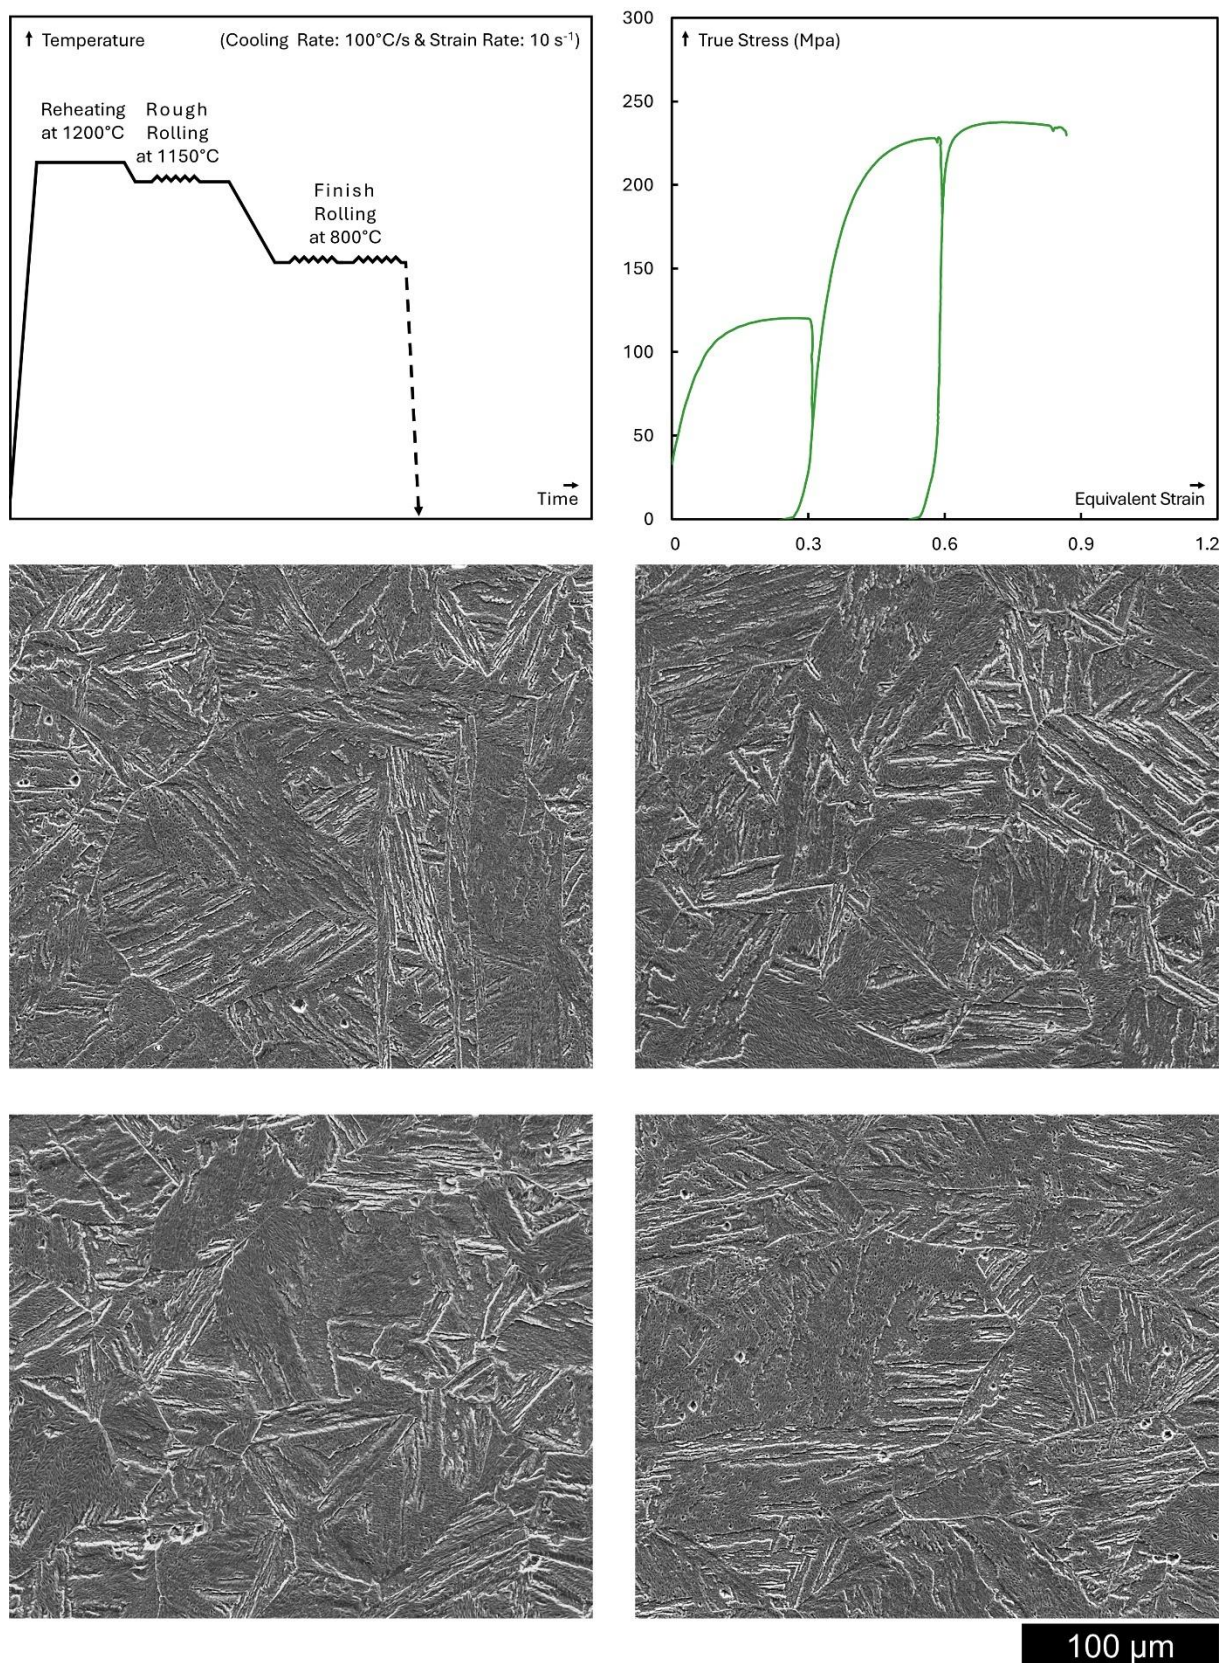 ↑ Temperature (Cooling Rate: 100°C/s & Strain Rate: 10 s⁻¹)
Reheating
at 1200°C
Rough
Rolling
at 1150°C
Finish
Rolling
at 800°C
→
Time
300
250
200
150
100
50
0
↑ True Stress (Mpa)
→
Equivalent Strain
0 0.3 0.6 0.9 1.2
100 µm